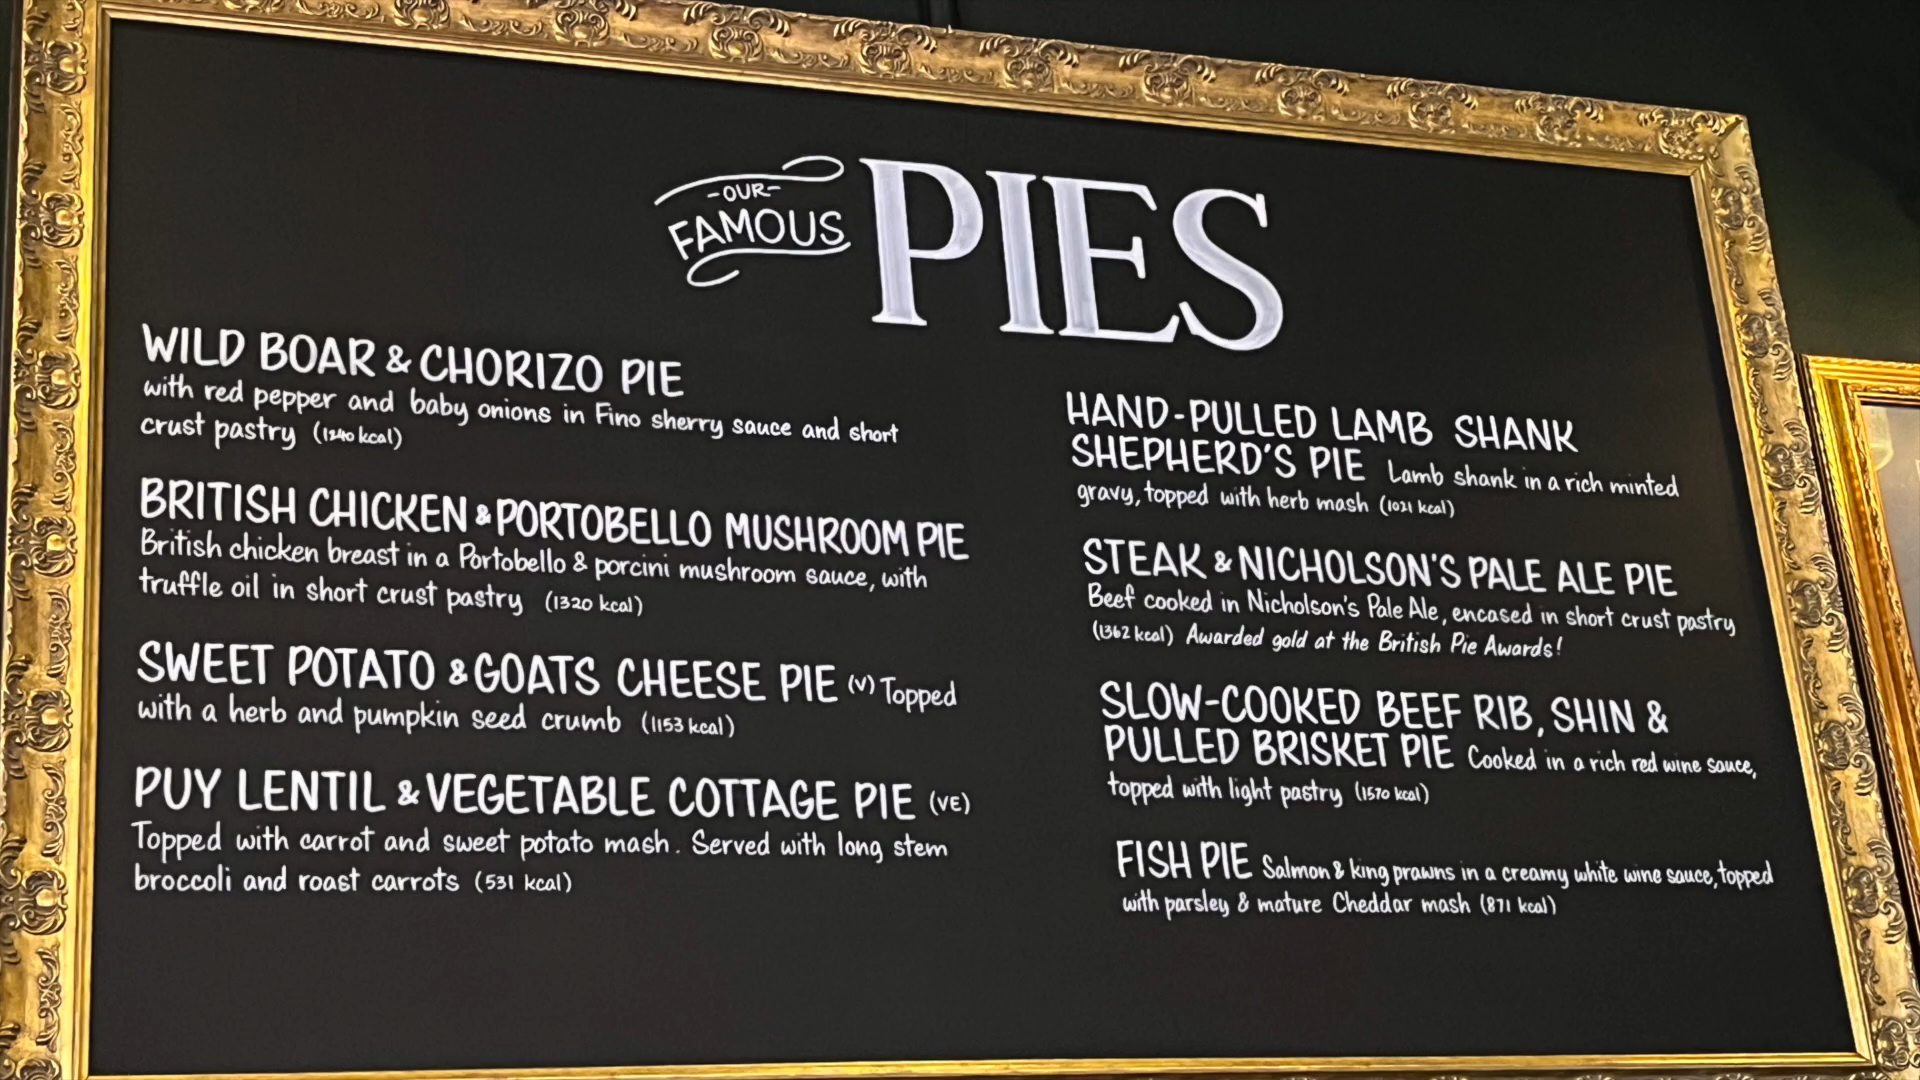 -OUR-
FAMOUS
PIES
WILD BOAR & CHORIZO PIE
with red pepper and baby onions in Fino sherry sauce and short
crust pastry (1240 kcal)
BRITISH CHICKEN & PORTOBELLO MUSHROOM PIE
British chicken breast in a Portobello & porcini mushroom sauce, with
truffle oil in short crust pastry (1320 kcal)
SWEET POTATO & GOATS CHEESE PIE (V) Topped
with a herb and pumpkin seed crumb (1153 kcal)
PUY LENTIL & VEGETABLE COTTAGE PIE (VE)
Topped with carrot and sweet potato mash. Served with long stem
broccoli and roast carrots (531 kcal)
HAND-PULLED LAMB SHANK
SHEPHERD'S PIE Lamb shank in a rich minted
gravy, topped with herb mash (1021 kcal)
STEAK & NICHOLSON'S PALE ALE PIE
Beef cooked in Nicholson's Pale Ale, encased in short crust pastry
(1362 kcal) Awarded gold at the British Pie Awards!
SLOW-COOKED BEEF RIB, SHIN &
PULLED BRISKET PIE Cooked in a rich red wine sauce,
topped with light pastry (1570 kcal)
FISH PIE Salmon & king prawns in a creamy white wine sauce, topped
with parsley & mature Cheddar mash (871 kcal)